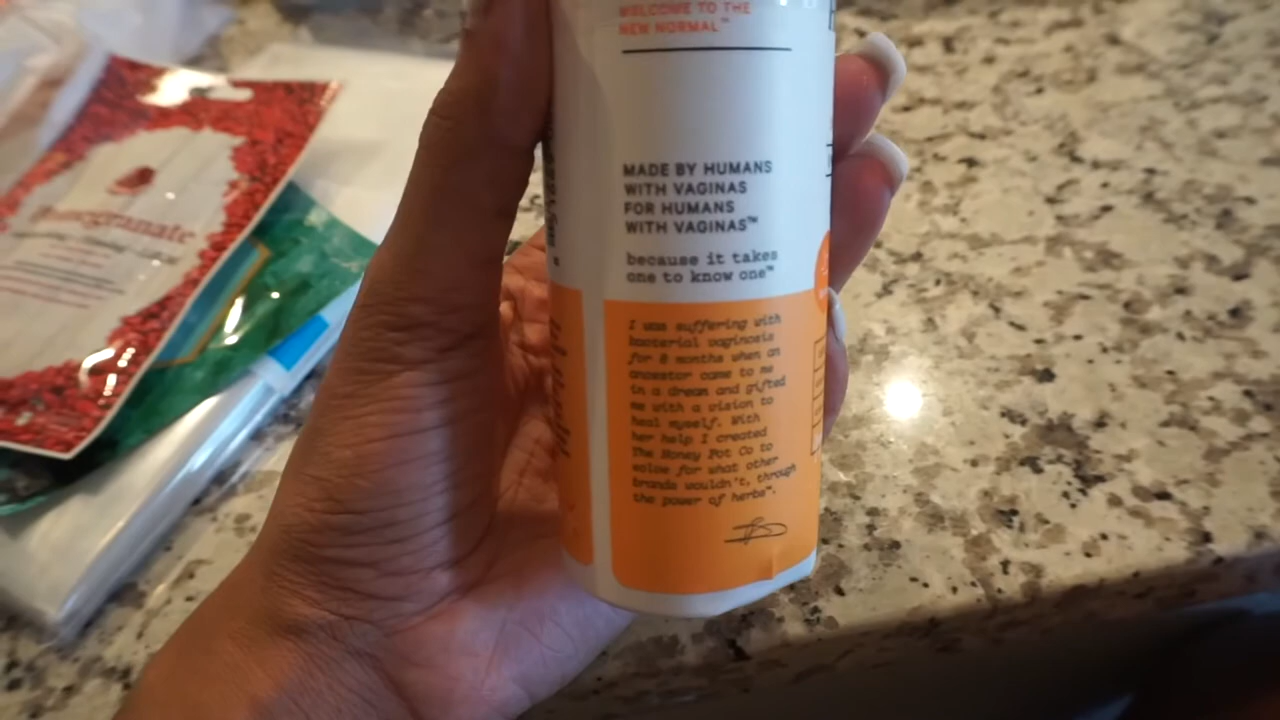 WELCOME TO THE
NEW NORMAL™
MADE BY HUMANS
WITH VAGINAS
FOR HUMANS
WITH VAGINAS™
because it takes
one to know one™
I was suffering with
bacterial vaginosis
for 8 months when an
ancestor came to me
in a dream and gifted
me with a vision to
heal myself. With
her help I created
The Honey Pot Co to
solve for what other
brands wouldn't, through
the power of herbs™.
Pomegranate